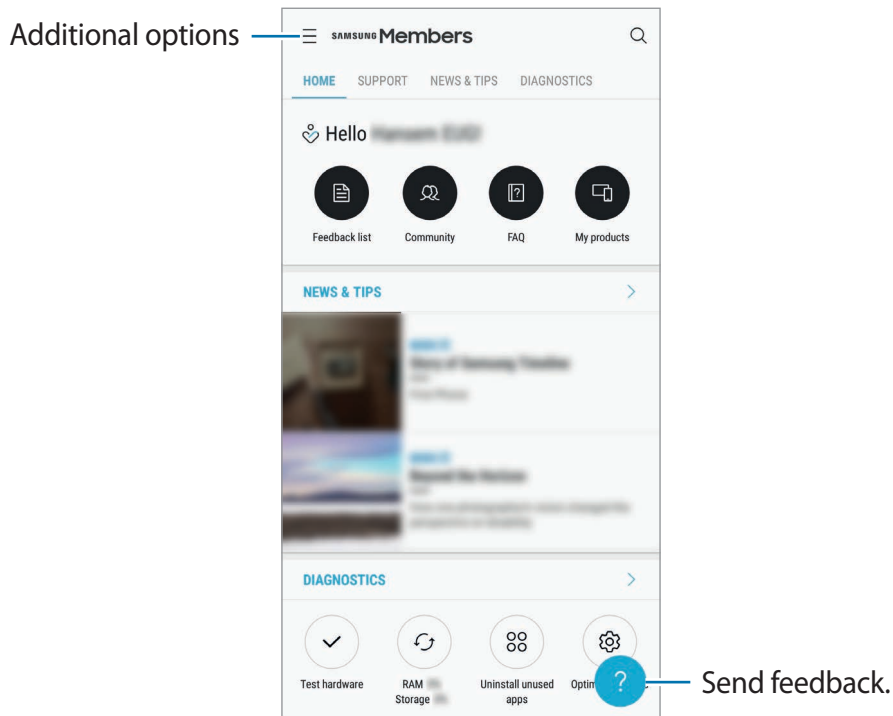 Additional options
SAMSUNG Members
HOME SUPPORT NEWS & TIPS DIAGNOSTICS
Hello
Feedback list Community FAQ My products
NEWS & TIPS
DIAGNOSTICS
Test hardware RAM Uninstall unused
Storage apps
?
Send feedback.